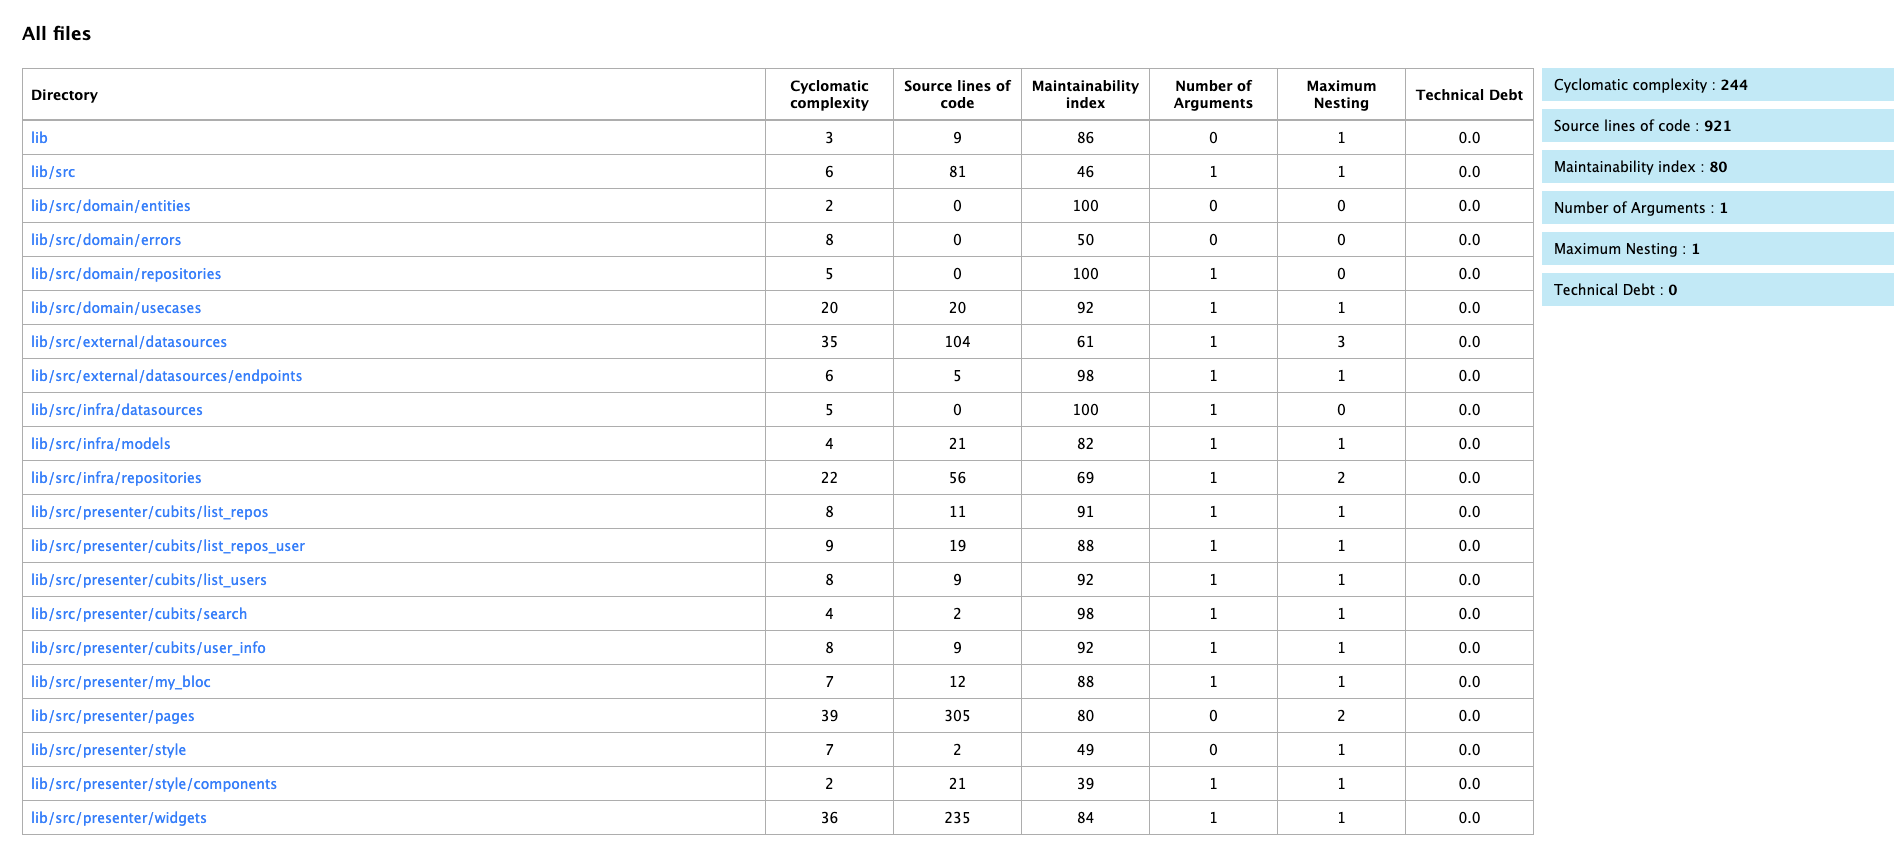 All files
Directory Cyclomatic complexity Source lines of code Maintainability index Number of Arguments Maximum Nesting Technical Debt
lib 3 9 86 0 1 0.0
lib/src 6 81 46 1 1 0.0
lib/src/domain/entities 2 0 100 0 0 0.0
lib/src/domain/errors 8 0 50 0 0 0.0
lib/src/domain/repositories 5 0 100 1 0 0.0
lib/src/domain/usecases 20 20 92 1 1 0.0
lib/src/external/datasources 35 104 61 1 3 0.0
lib/src/external/datasources/endpoints 6 5 98 1 1 0.0
lib/src/infra/datasources 5 0 100 1 0 0.0
lib/src/infra/models 4 21 82 1 1 0.0
lib/src/infra/repositories 22 56 69 1 2 0.0
lib/src/presenter/cubits/list_repos 8 11 91 1 1 0.0
lib/src/presenter/cubits/list_repos_user 9 19 88 1 1 0.0
lib/src/presenter/cubits/list_users 8 9 92 1 1 0.0
lib/src/presenter/cubits/search 4 2 98 1 1 0.0
lib/src/presenter/cubits/user_info 8 9 92 1 1 0.0
lib/src/presenter/my_bloc 7 12 88 1 1 0.0
lib/src/presenter/pages 39 305 80 0 2 0.0
lib/src/presenter/style 7 2 49 0 1 0.0
lib/src/presenter/style/components 2 21 39 1 1 0.0
lib/src/presenter/widgets 36 235 84 1 1 0.0
Cyclomatic complexity : 244
Source lines of code : 921
Maintainability index : 80
Number of Arguments : 1
Maximum Nesting : 1
Technical Debt : 0